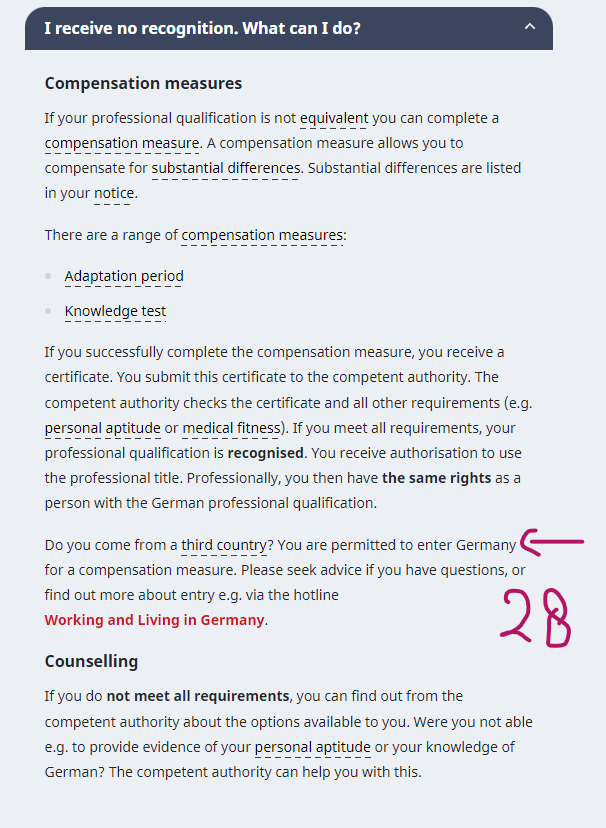 I receive no recognition. What can I do?
Compensation measures
If your professional qualification is not equivalent you can complete a
compensation measure. A compensation measure allows you to
compensate for substantial differences. Substantial differences are listed
in your notice.
There are a range of compensation measures:
Adaptation period
Knowledge test
If you successfully complete the compensation measure, you receive a
certificate. You submit this certificate to the competent authority. The
competent authority checks the certificate and all other requirements (e.g.
personal aptitude or medical fitness). If you meet all requirements, your
professional qualification is recognised. You receive authorisation to use
the professional title. Professionally, you then have the same rights as a
person with the German professional qualification.
Do you come from a third country? You are permitted to enter Germany
for a compensation measure. Please seek advice if you have questions, or
find out more about entry e.g. via the hotline
Working and Living in Germany.
28
Counselling
If you do not meet all requirements, you can find out from the
competent authority about the options available to you. Were you not able
e.g. to provide evidence of your personal aptitude or your knowledge of
German? The competent authority can help you with this.